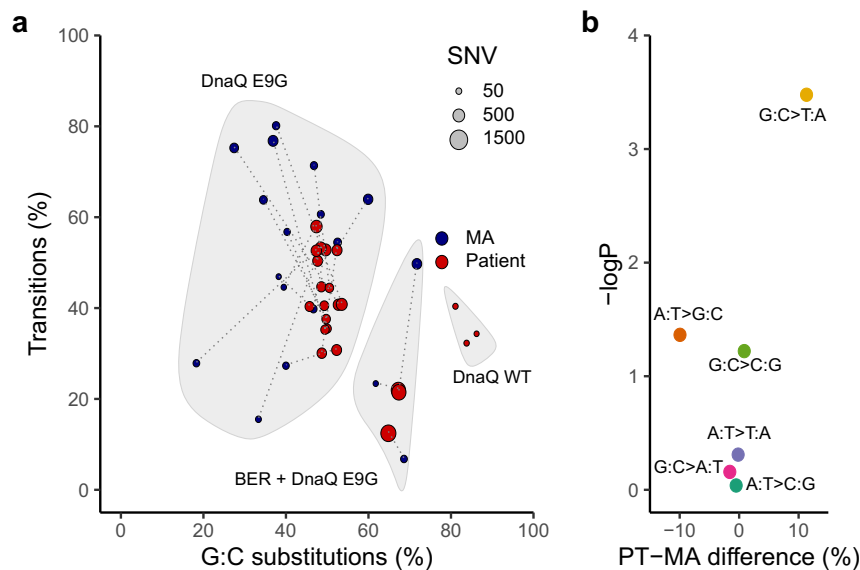 a
b
100
80
60
40
20
0
Transitions (%)
0
20
40
60
80
100
G:C substitutions (%)
DnaQ E9G
BER + DnaQ E9G
DnaQ WT
SNV
50
500
1500
MA
Patient
4
3
2
1
0
−logP
−10
0
10
PT−MA difference (%)
G:C>T:A
A:T>G:C
G:C>C:G
A:T>T:A
G:C>A:T
A:T>C:G